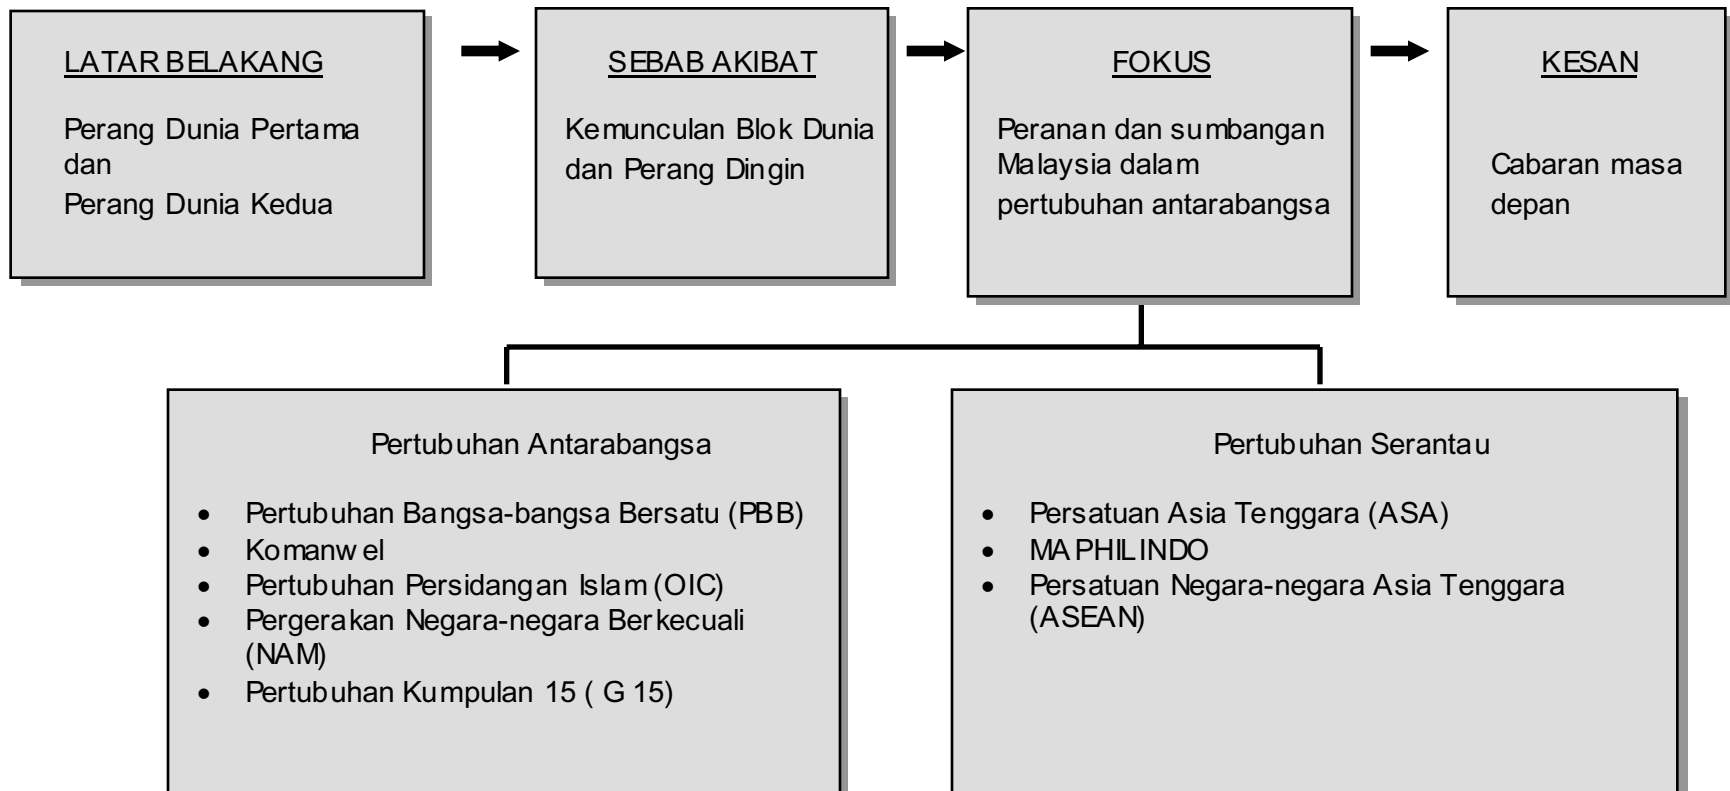 LATAR BELAKANG
Perang Dunia Pertama
dan
Perang Dunia Kedua
SEBAB AKIBAT
Kemunculan Blok Dunia
dan Perang Dingin
FOKUS
Peranan dan sumbangan
Malaysia dalam
pertubuhan antarabangsa
KESAN
Cabaran masa
depan
Pertubuhan Antarabangsa
• Pertubuhan Bangsa-bangsa Bersatu (PBB)
• Komanwel
• Pertubuhan Persidangan Islam (OIC)
• Pergerakan Negara-negara Berkecuali
(NAM)
• Pertubuhan Kumpulan 15 ( G 15)
Pertubuhan Serantau
• Persatuan Asia Tenggara (ASA)
• MAPHILINDO
• Persatuan Negara-negara Asia Tenggara
(ASEAN)